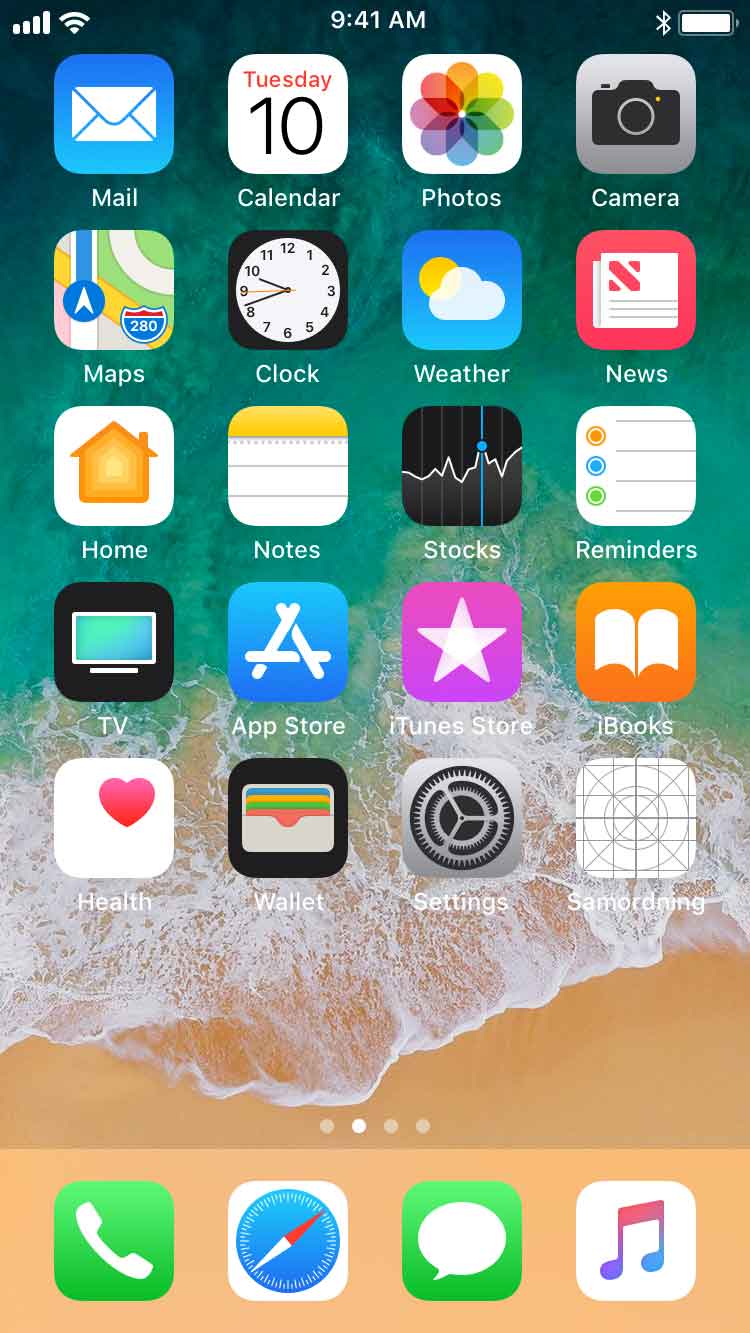 9:41 AM
Tuesday
10
Mail
Calendar
Photos
Camera
280
12
11
1
10
2
9
3
8
4
7
5
6
Maps
Clock
Weather
News
Home
Notes
Stocks
Reminders
TV
App Store
iTunes Store
iBooks
Health
Wallet
Settings
Samordning